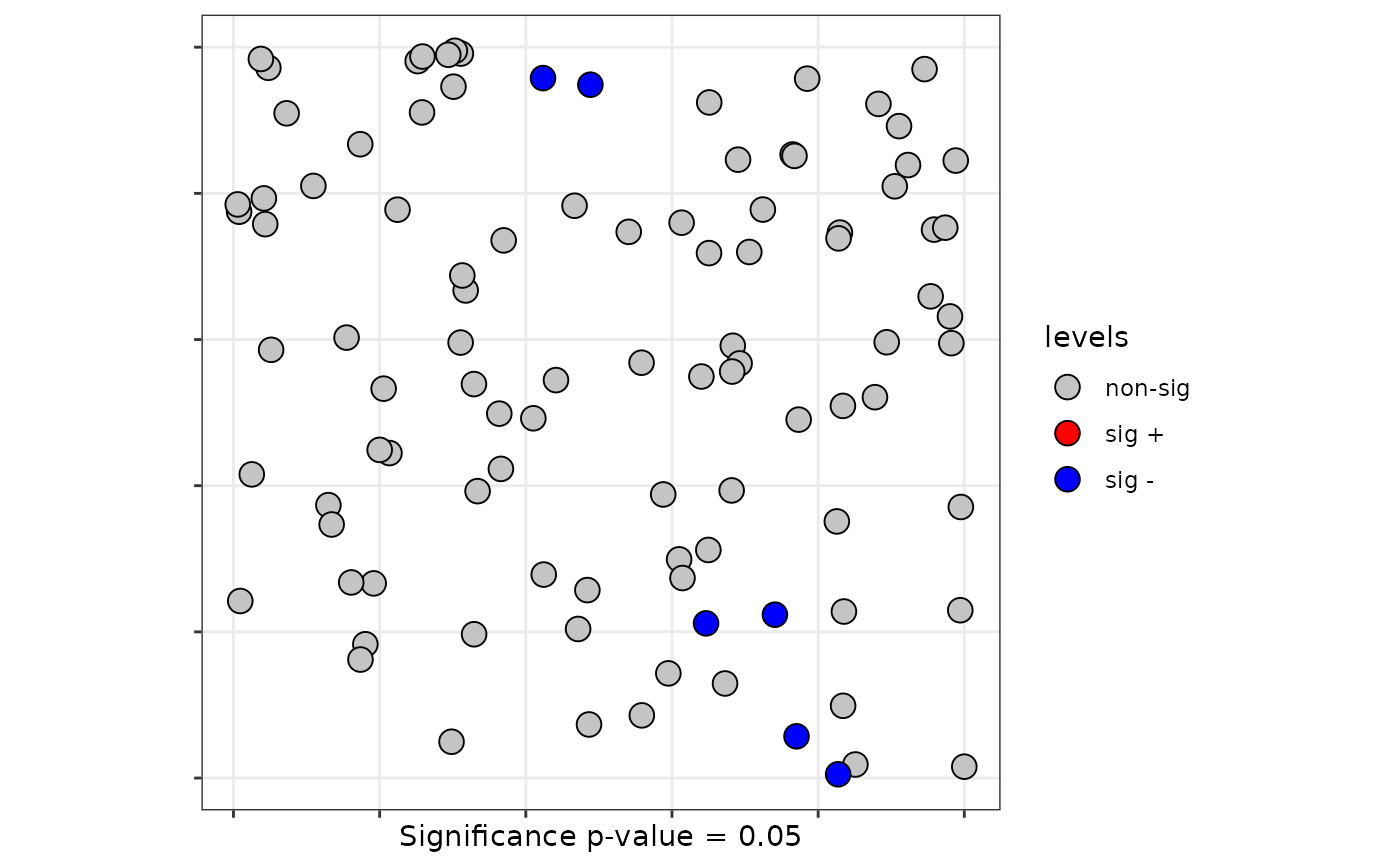 levels
non-sig
sig +
sig -
Significance p-value = 0.05